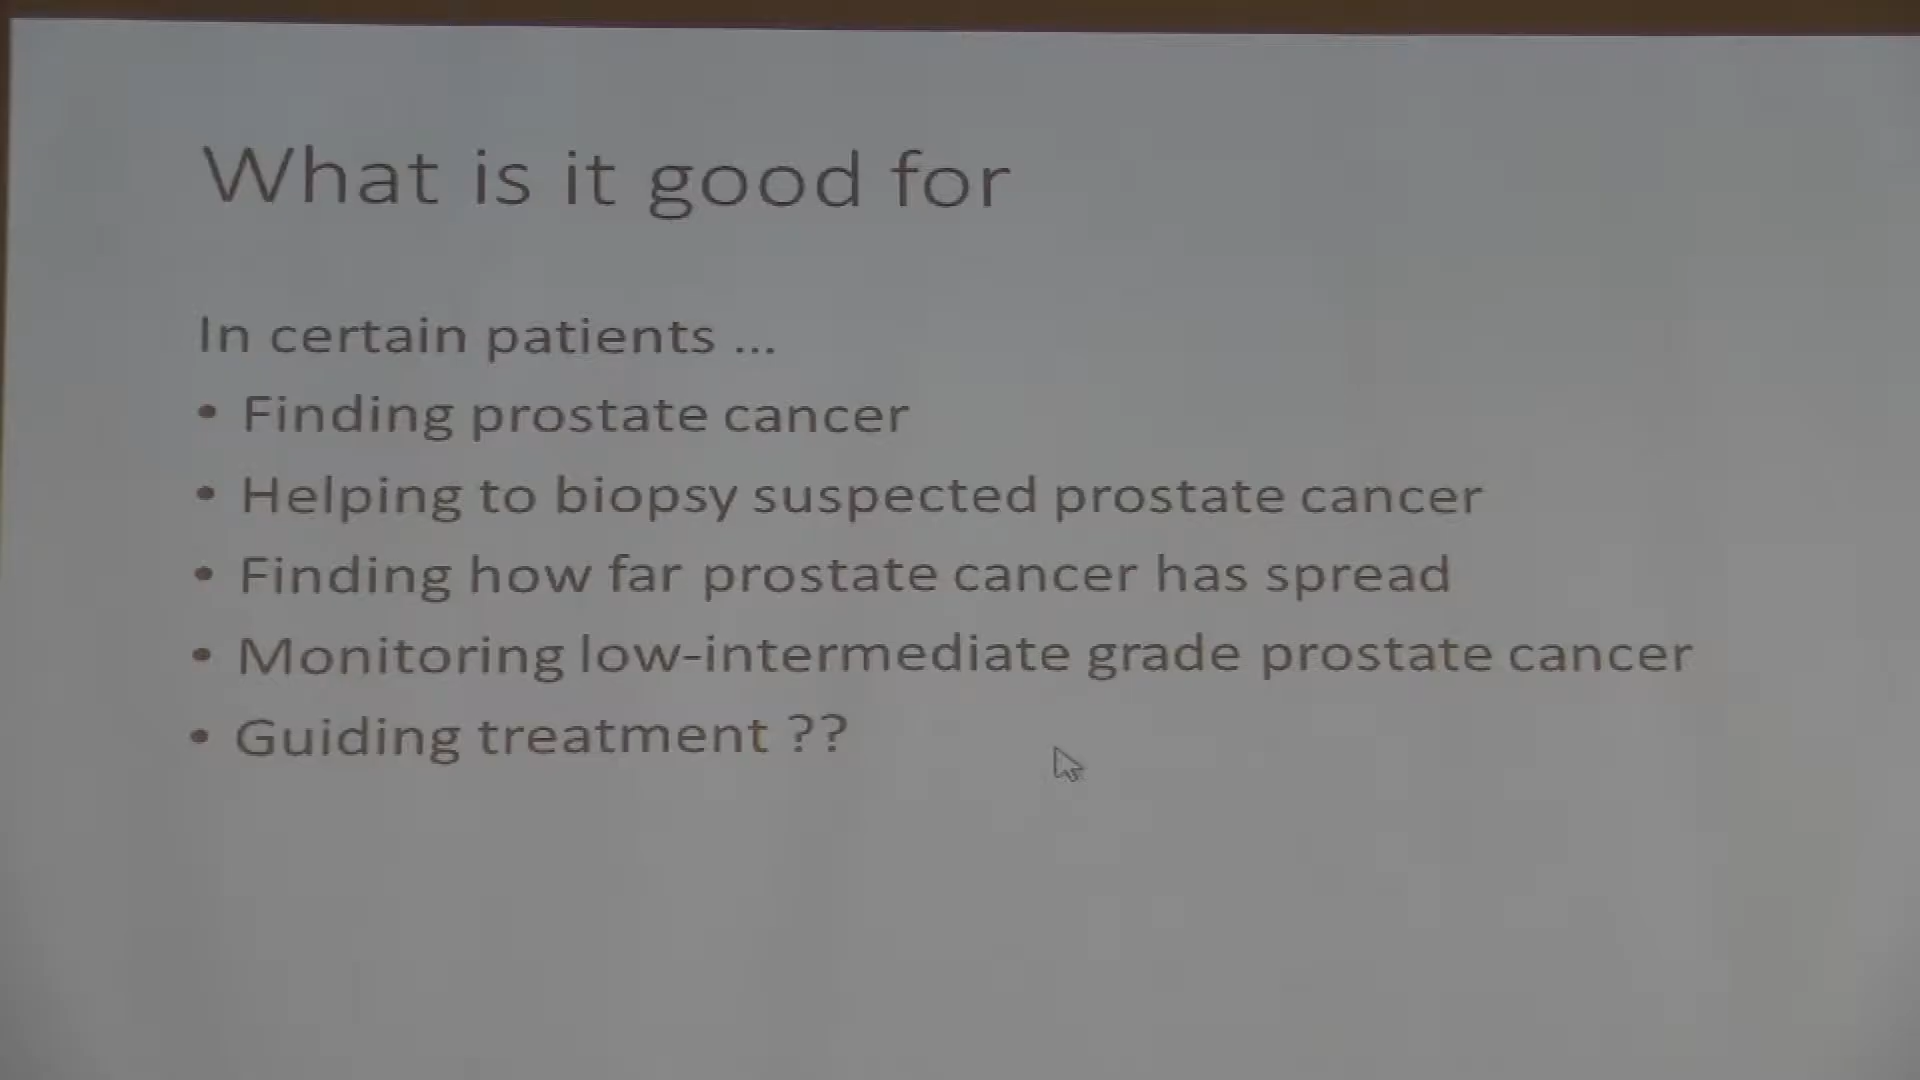 What is it good for
In certain patients ...
• Finding prostate cancer
• Helping to biopsy suspected prostate cancer
• Finding how far prostate cancer has spread
• Monitoring low-intermediate grade prostate cancer
• Guiding treatment ??